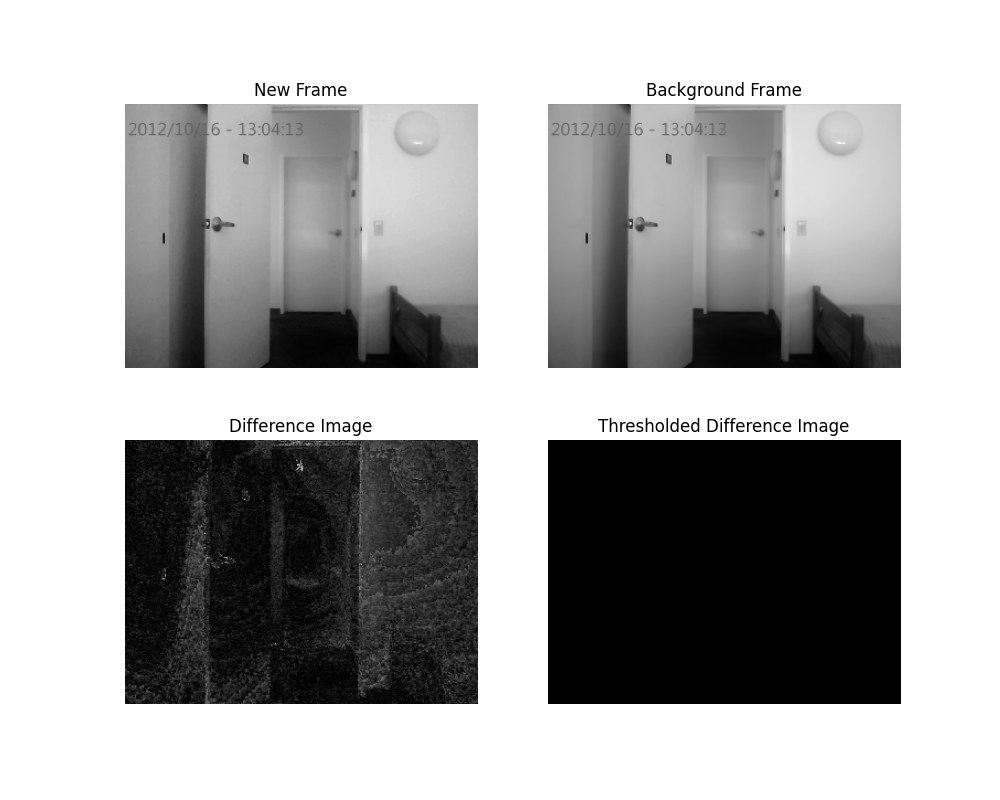 New Frame
Background Frame
2012/10/16 - 13:04:13
2012/10/16 - 13:04:13
Difference Image
Thresholded Difference Image